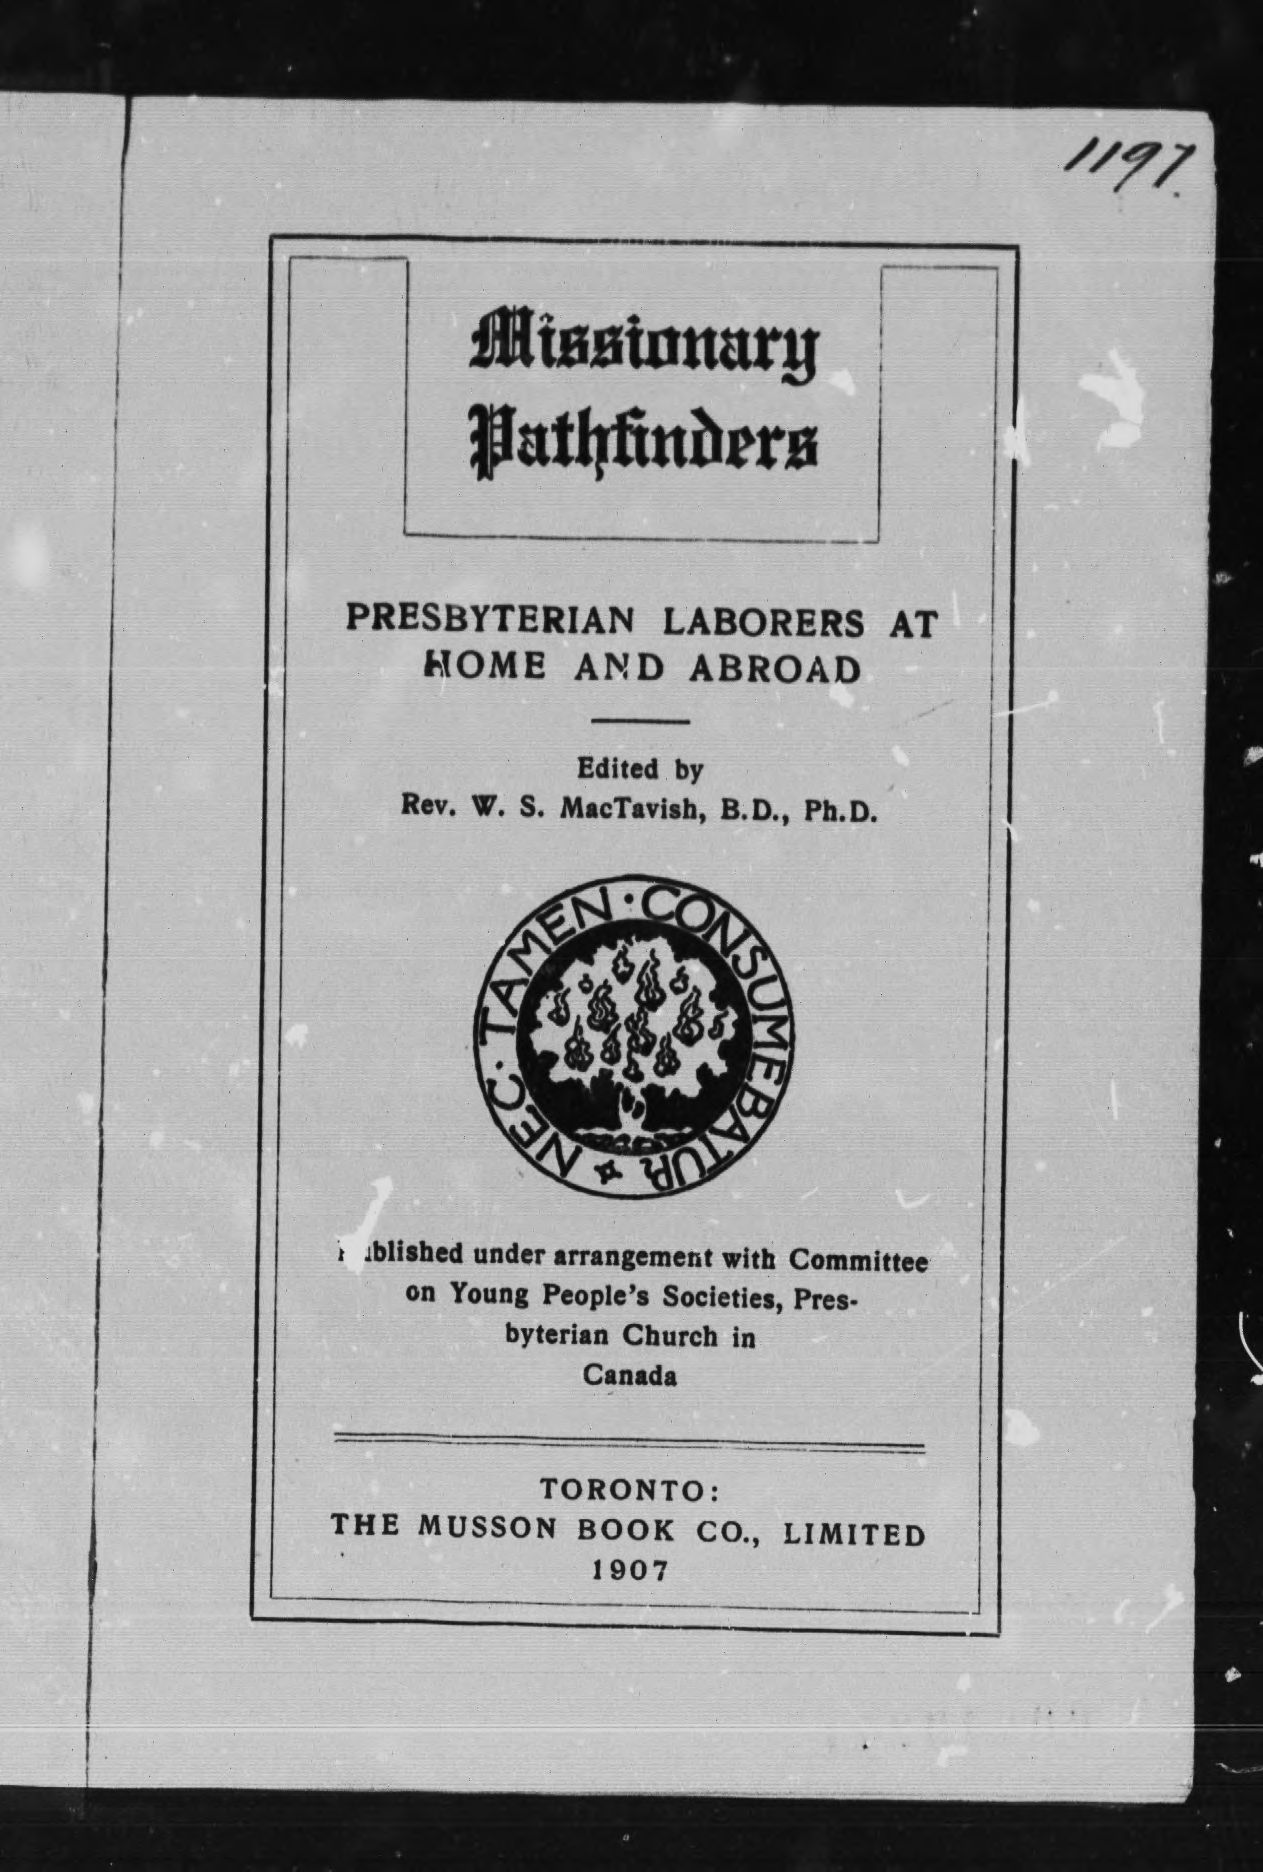 1197.
Missionary
Pathfinders
PRESBYTERIAN LABORERS AT
HOME AND ABROAD
Edited by
Rev. W. S. MacTavish, B.D., Ph.D.
NEC · TAMEN · CONSUMEBATUR
Published under arrangement with Committee
on Young People's Societies, Pres-
byterian Church in
Canada
TORONTO:
THE MUSSON BOOK CO., LIMITED
1907